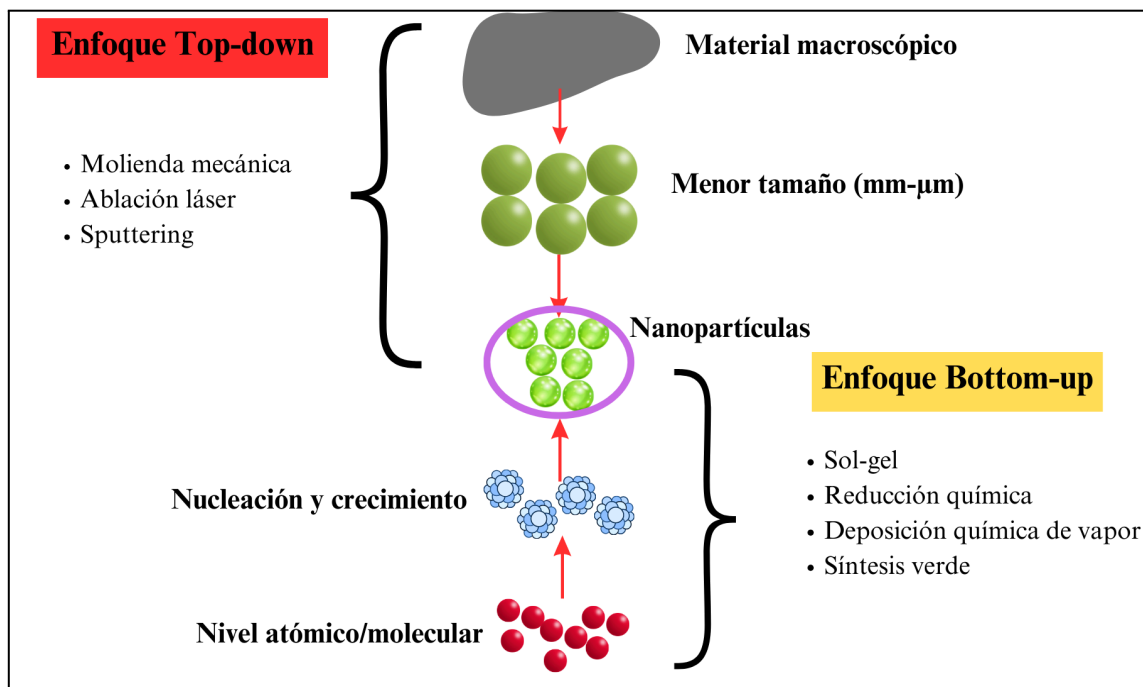 Enfoque Top-down
Material macroscópico
• Molienda mecánica
• Ablación láser
• Sputtering
Menor tamaño (mm-μm)
Nanopartículas
Enfoque Bottom-up
• Sol-gel
• Reducción química
• Deposición química de vapor
• Síntesis verde
Nucleación y crecimiento
Nivel atómico/molecular